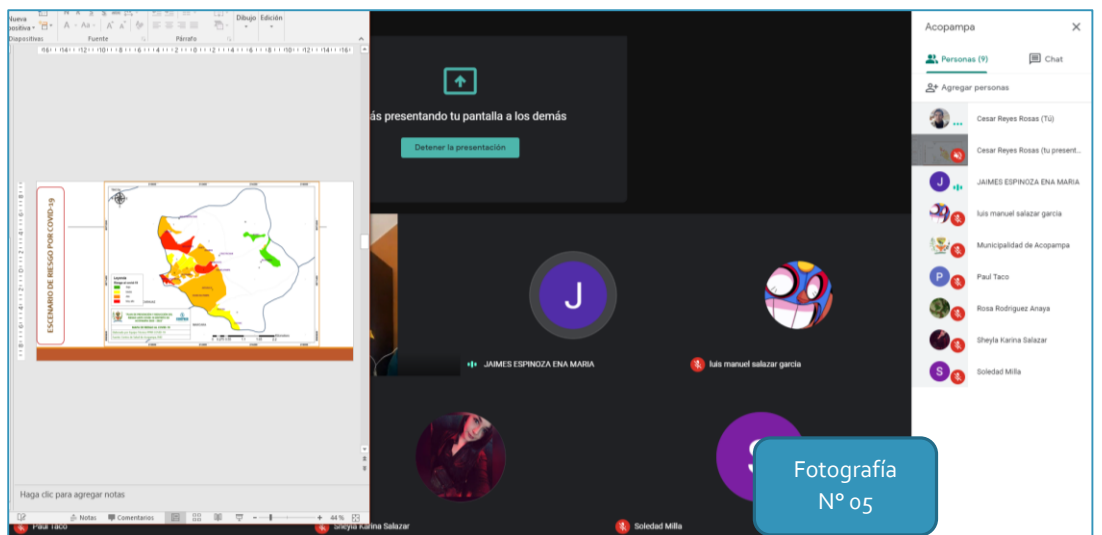 Nueva
Dibujo Edición
Diapositivas Fuente Párrafo
ESCENARIO DE RIESGO POR COVID-19
Haga clic para agregar notas
Notas Comentarios 44 %
ás presentando tu pantalla a los demás
Detener la presentación
J
JAIMES ESPINOZA ENA MARIA
luis manuel salazar garcia
Paul Taco
Sheyla Karina Salazar
Soledad Milla
Fotografía
N° 05
Acopampa
Personas (9) Chat
Agregar personas
Cesar Reyes Rosas (Tú)
Cesar Reyes Rosas (tu present...
J JAIMES ESPINOZA ENA MARIA
luis manuel salazar garcia
Municipalidad de Acopampa
P Paul Taco
Rosa Rodriguez Anaya
Sheyla Karina Salazar
S Soledad Milla